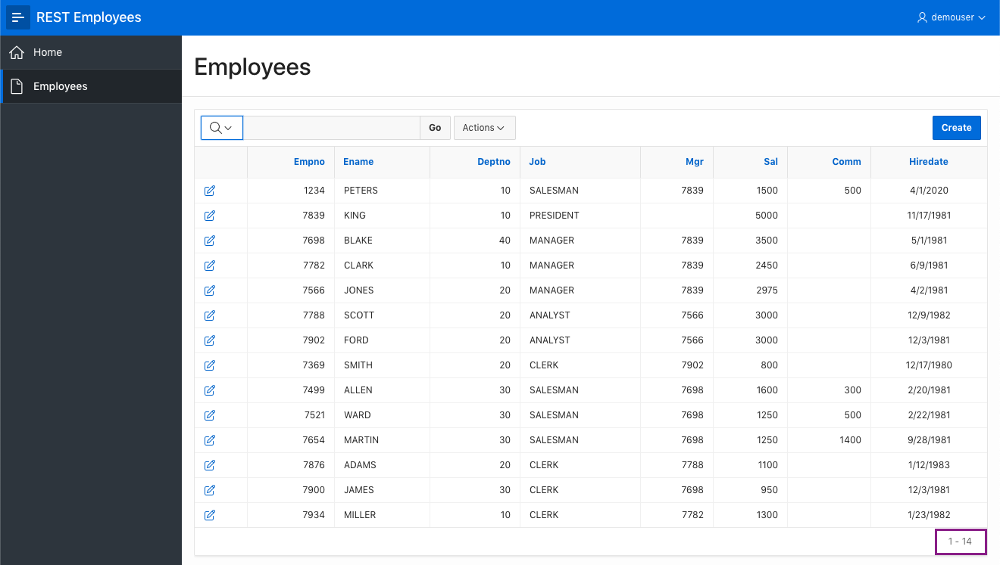 REST Employees demouser
Home
Employees
Employees
Go Actions Create
Empno Ename Deptno Job Mgr Sal Comm Hiredate
1234 PETERS 10 SALESMAN 7839 1500 500 4/1/2020
7839 KING 10 PRESIDENT 5000 11/17/1981
7698 BLAKE 40 MANAGER 7839 3500 5/1/1981
7782 CLARK 10 MANAGER 7839 2450 6/9/1981
7566 JONES 20 MANAGER 7839 2975 4/2/1981
7788 SCOTT 20 ANALYST 7566 3000 12/9/1982
7902 FORD 20 ANALYST 7566 3000 12/3/1981
7369 SMITH 20 CLERK 7902 800 12/17/1980
7499 ALLEN 30 SALESMAN 7698 1600 300 2/20/1981
7521 WARD 30 SALESMAN 7698 1250 500 2/22/1981
7654 MARTIN 30 SALESMAN 7698 1250 1400 9/28/1981
7876 ADAMS 20 CLERK 7788 1100 1/12/1983
7900 JAMES 30 CLERK 7698 950 12/3/1981
7934 MILLER 10 CLERK 7782 1300 1/23/1982
1 - 14